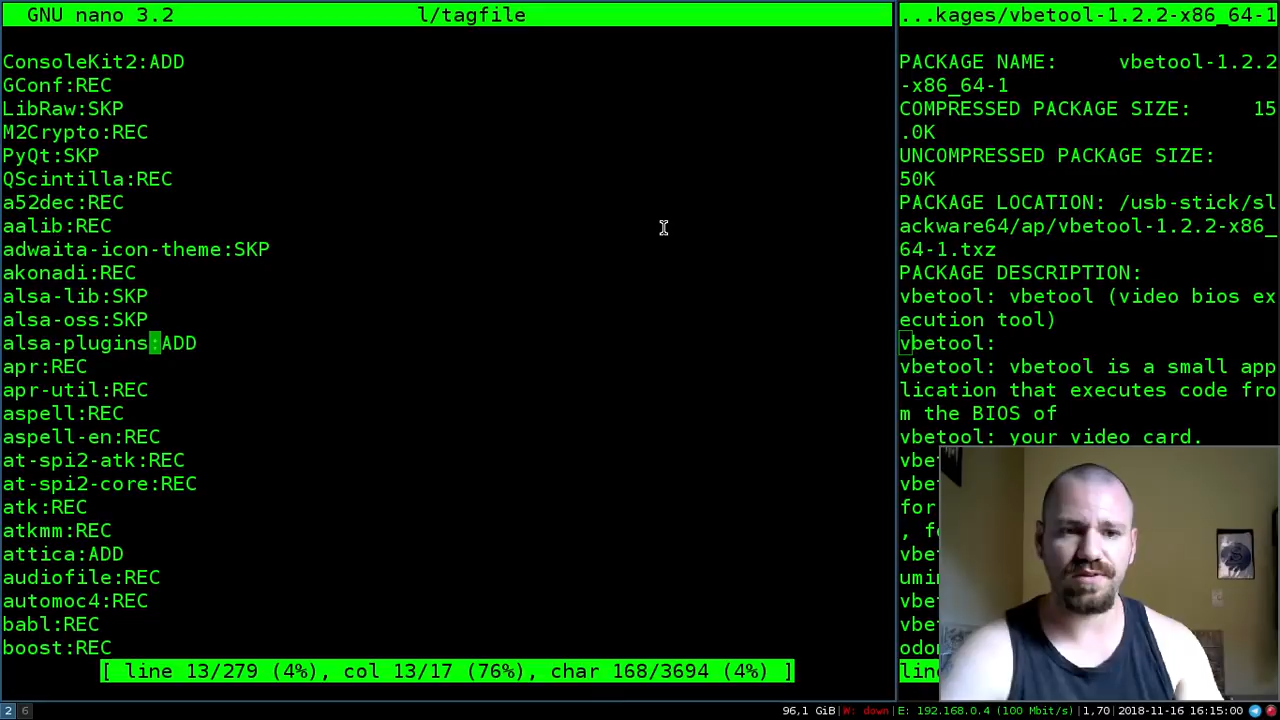 GNU nano 3.2 l/tagfile
ConsoleKit2:ADD
GConf:REC
LibRaw:SKP
M2Crypto:REC
PyQt:SKP
QScintilla:REC
a52dec:REC
aalib:REC
adwaita-icon-theme:SKP
akonadi:REC
alsa-lib:SKP
alsa-oss:SKP
alsa-plugins:ADD
apr:REC
apr-util:REC
aspell:REC
aspell-en:REC
at-spi2-atk:REC
at-spi2-core:REC
atk:REC
atkmm:REC
attica:ADD
audiofile:REC
automoc4:REC
babl:REC
boost:REC
[ line 13/279 (4%), col 13/17 (76%), char 168/3694 (4%) ]
...kages/vbetool-1.2.2-x86_64-1
PACKAGE NAME: vbetool-1.2.2
-x86_64-1
COMPRESSED PACKAGE SIZE: 15
.0K
UNCOMPRESSED PACKAGE SIZE:
50K
PACKAGE LOCATION: /usb-stick/sl
ackware64/ap/vbetool-1.2.2-x86_
64-1.txz
PACKAGE DESCRIPTION:
vbetool: vbetool (video bios ex
ecution tool)
vbetool:
vbetool: vbetool is a small app
lication that executes code fro
m the BIOS of
vbetool: your video card.
vbe
vbe
for
, fo
vbe
umi
vbe
vbe
odo
lin
2 6 96,1 GiB|W: down|E: 192.168.0.4 (100 Mbit/s)|1,70|2018-11-16 16:15:00